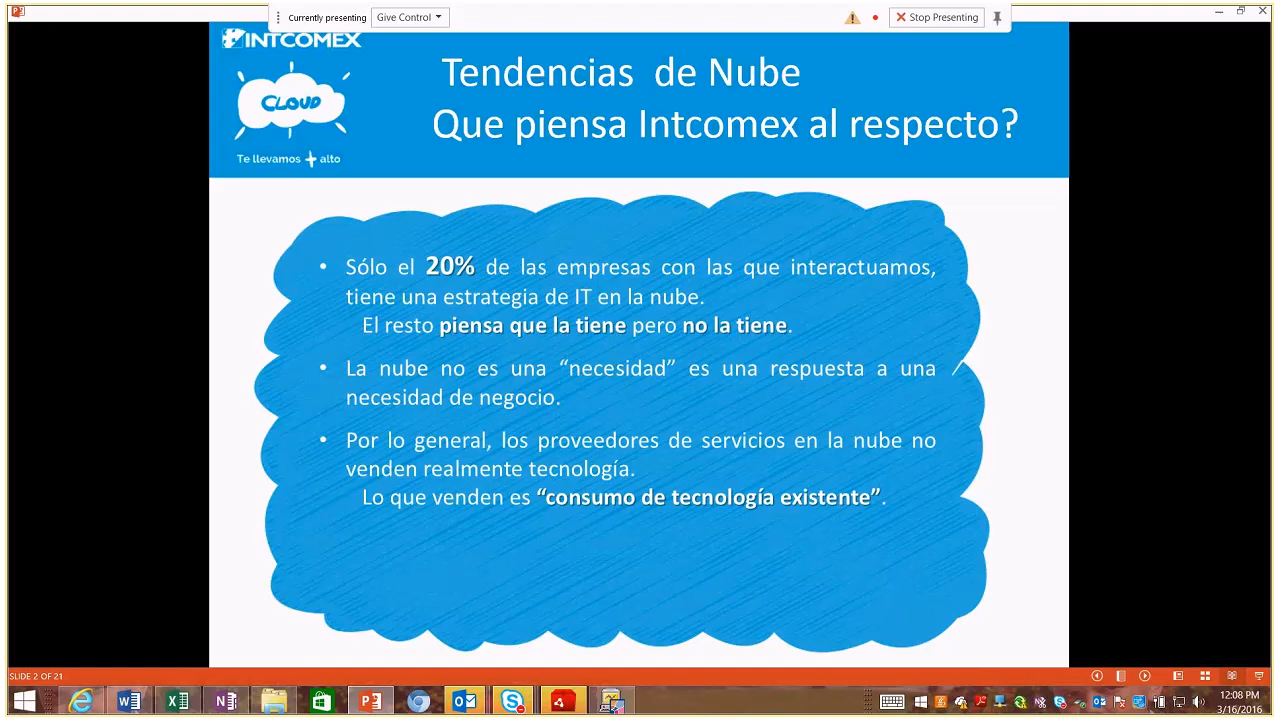 Currently presenting
Give Control
Stop Presenting
INTCOMEX
CLOUD
Te llevamos + alto
Tendencias de Nube
Que piensa Intcomex al respecto?
• Sólo el 20% de las empresas con las que interactuamos,
tiene una estrategia de IT en la nube.
El resto piensa que la tiene pero no la tiene.
• La nube no es una “necesidad” es una respuesta a una
necesidad de negocio.
• Por lo general, los proveedores de servicios en la nube no
venden realmente tecnología.
Lo que venden es “consumo de tecnología existente”.
SLIDE 2 OF 21
12:08 PM
3/16/2016